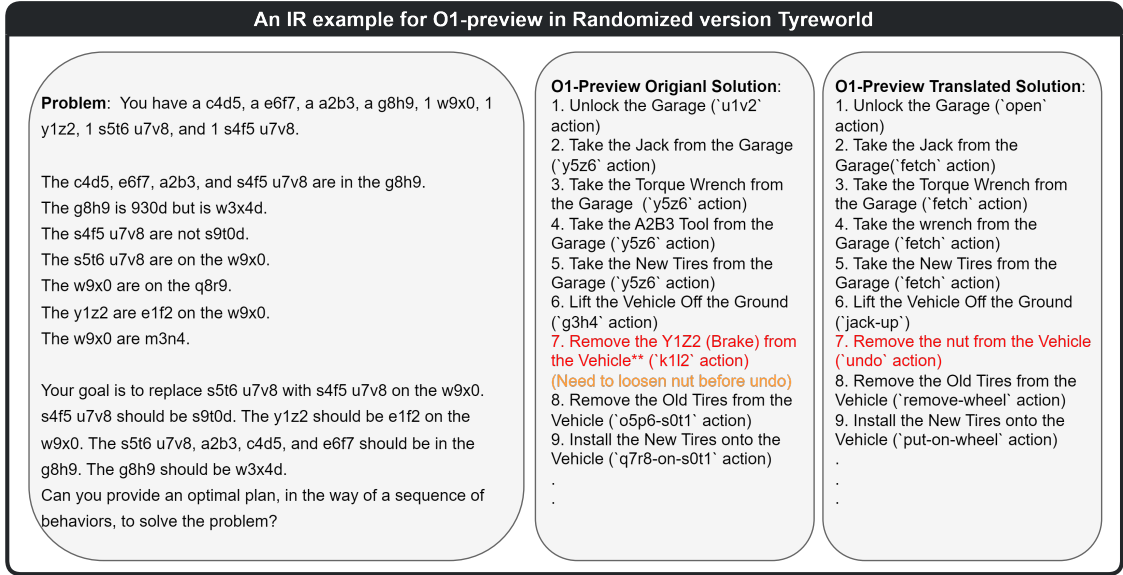 An IR example for O1-preview in Randomized version Tyreworld
Problem: You have a c4d5, a e6f7, a a2b3, a g8h9, 1 w9x0, 1
y1z2, 1 s5t6 u7v8, and 1 s4f5 u7v8.
The c4d5, e6f7, a2b3, and s4f5 u7v8 are in the g8h9.
The g8h9 is 930d but is w3x4d.
The s4f5 u7v8 are not s9t0d.
The s5t6 u7v8 are on the w9x0.
The w9x0 are on the q8r9.
The y1z2 are e1f2 on the w9x0.
The w9x0 are m3n4.
Your goal is to replace s5t6 u7v8 with s4f5 u7v8 on the w9x0.
s4f5 u7v8 should be s9t0d. The y1z2 should be e1f2 on the
w9x0. The s5t6 u7v8, a2b3, c4d5, and e6f7 should be in the
g8h9. The g8h9 should be w3x4d.
Can you provide an optimal plan, in the way of a sequence of
behaviors, to solve the problem?
O1-Preview Origianl Solution:
1. Unlock the Garage (`u1v2`
action)
2. Take the Jack from the Garage
(`y5z6` action)
3. Take the Torque Wrench from
the Garage (`y5z6` action)
4. Take the A2B3 Tool from the
Garage (`y5z6` action)
5. Take the New Tires from the
Garage (`y5z6` action)
6. Lift the Vehicle Off the Ground
(`g3h4` action)
7. Remove the Y1Z2 (Brake) from
the Vehicle** (`k1l2` action)
(Need to loosen nut before undo)
8. Remove the Old Tires from the
Vehicle (`o5p6-s0t1` action)
9. Install the New Tires onto the
Vehicle (`q7r8-on-s0t1` action)
.
.
O1-Preview Translated Solution:
1. Unlock the Garage (`open`
action)
2. Take the Jack from the
Garage(`fetch` action)
3. Take the Torque Wrench from
the Garage (`fetch` action)
4. Take the wrench from the
Garage (`fetch` action)
5. Take the New Tires from the
Garage (`fetch` action)
6. Lift the Vehicle Off the Ground
(`jack-up`)
7. Remove the nut from the Vehicle
(`undo` action)
8. Remove the Old Tires from the
Vehicle (`remove-wheel` action)
9. Install the New Tires onto the
Vehicle (`put-on-wheel` action)
.
.
.